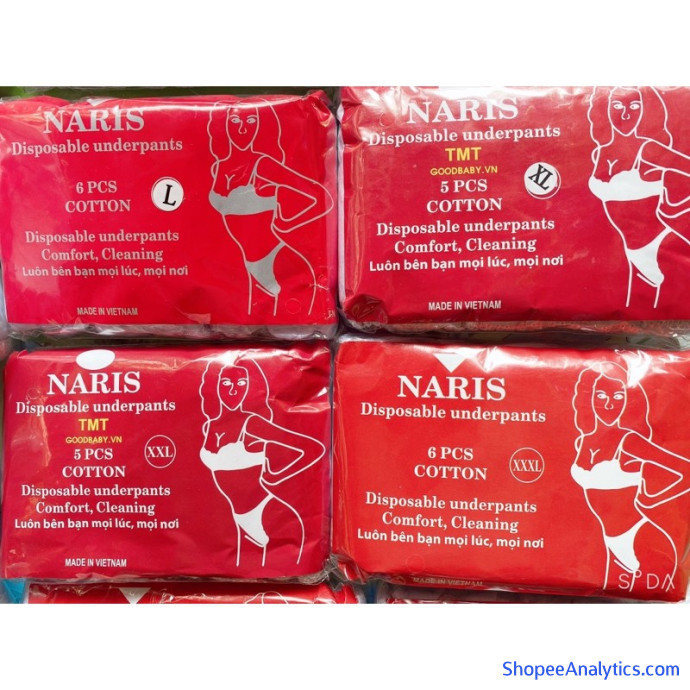 NARIS
Disposable underpants
6 PCS
COTTON
L
Disposable underpants
Comfort, Cleaning
Luôn bên bạn mọi lúc, mọi nơi
MADE IN VIETNAM
NARIS
Disposable underpants
TMT
GOODBABY.VN
5 PCS
COTTON
XL
Disposable underpants
Comfort, Cleaning
Luôn bên bạn mọi lúc, mọi nơi
MADE IN VIETNAM
NARIS
Disposable underpants
TMT
GOODBABY.VN
5 PCS
COTTON
XXL
Disposable underpants
Comfort, Cleaning
Luôn bên bạn mọi lúc, mọi nơi
MADE IN VIETNAM
NARIS
Disposable underpants
6 PCS
COTTON
XXXL
Disposable underpants
Comfort, Cleaning
Luôn bên bạn mọi lúc, mọi nơi
MADE IN VIETNAM
ShopeeAnalytics.com